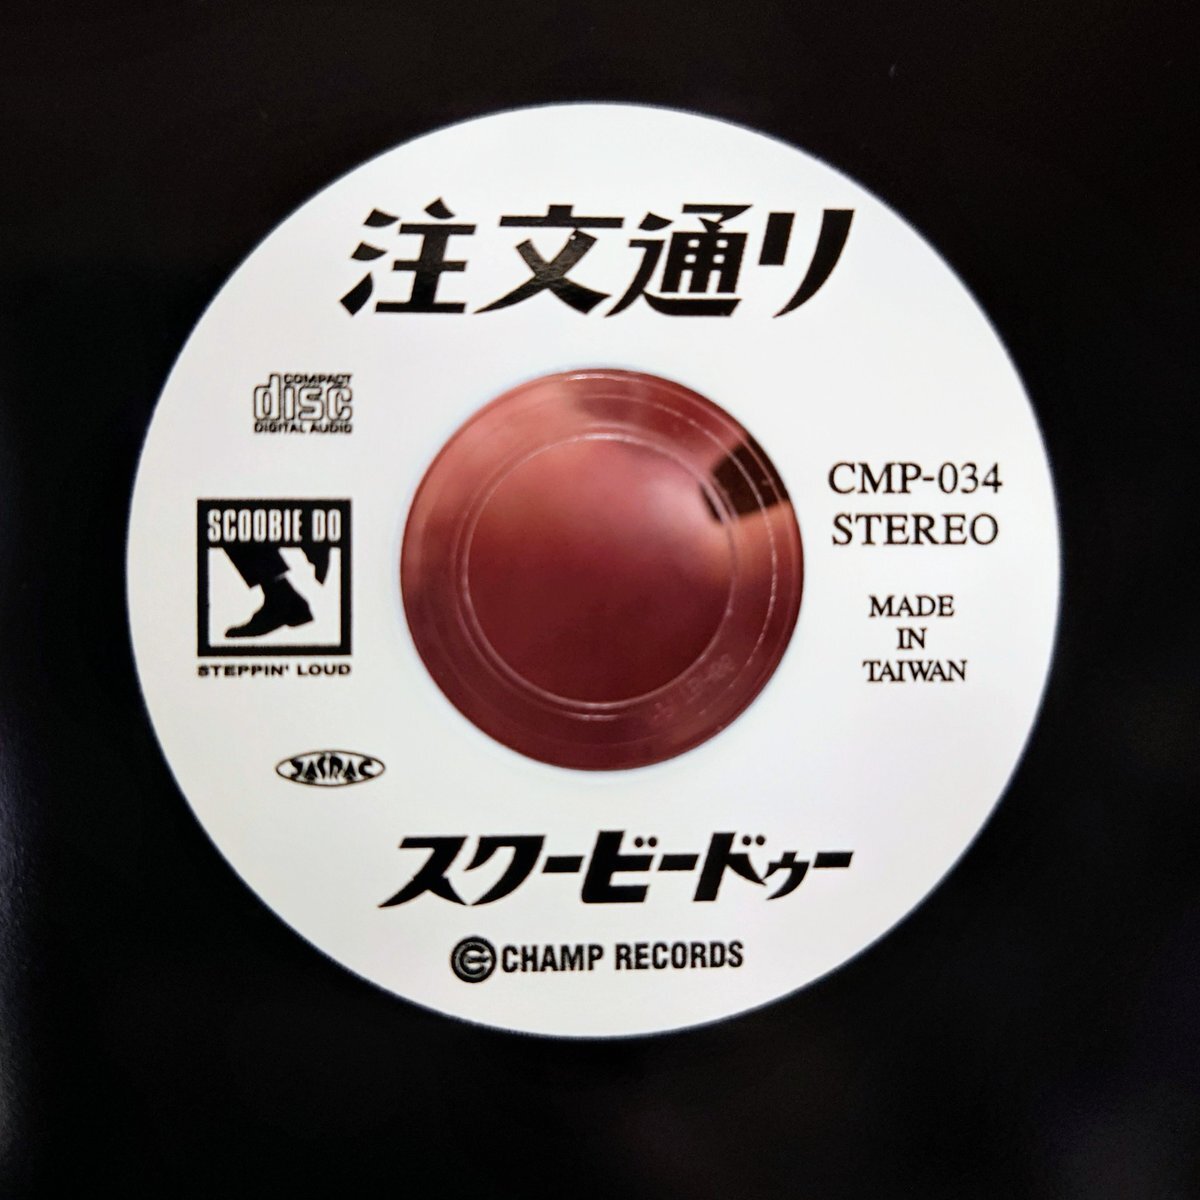 注文通り
COMPACT
disc
DIGITAL AUDIO
CMP-034
STEREO
SCOOBIE DO
STEPPIN' LOUD
MADE
IN
TAIWAN
JASRAC
スクービードゥー
CHAMP RECORDS